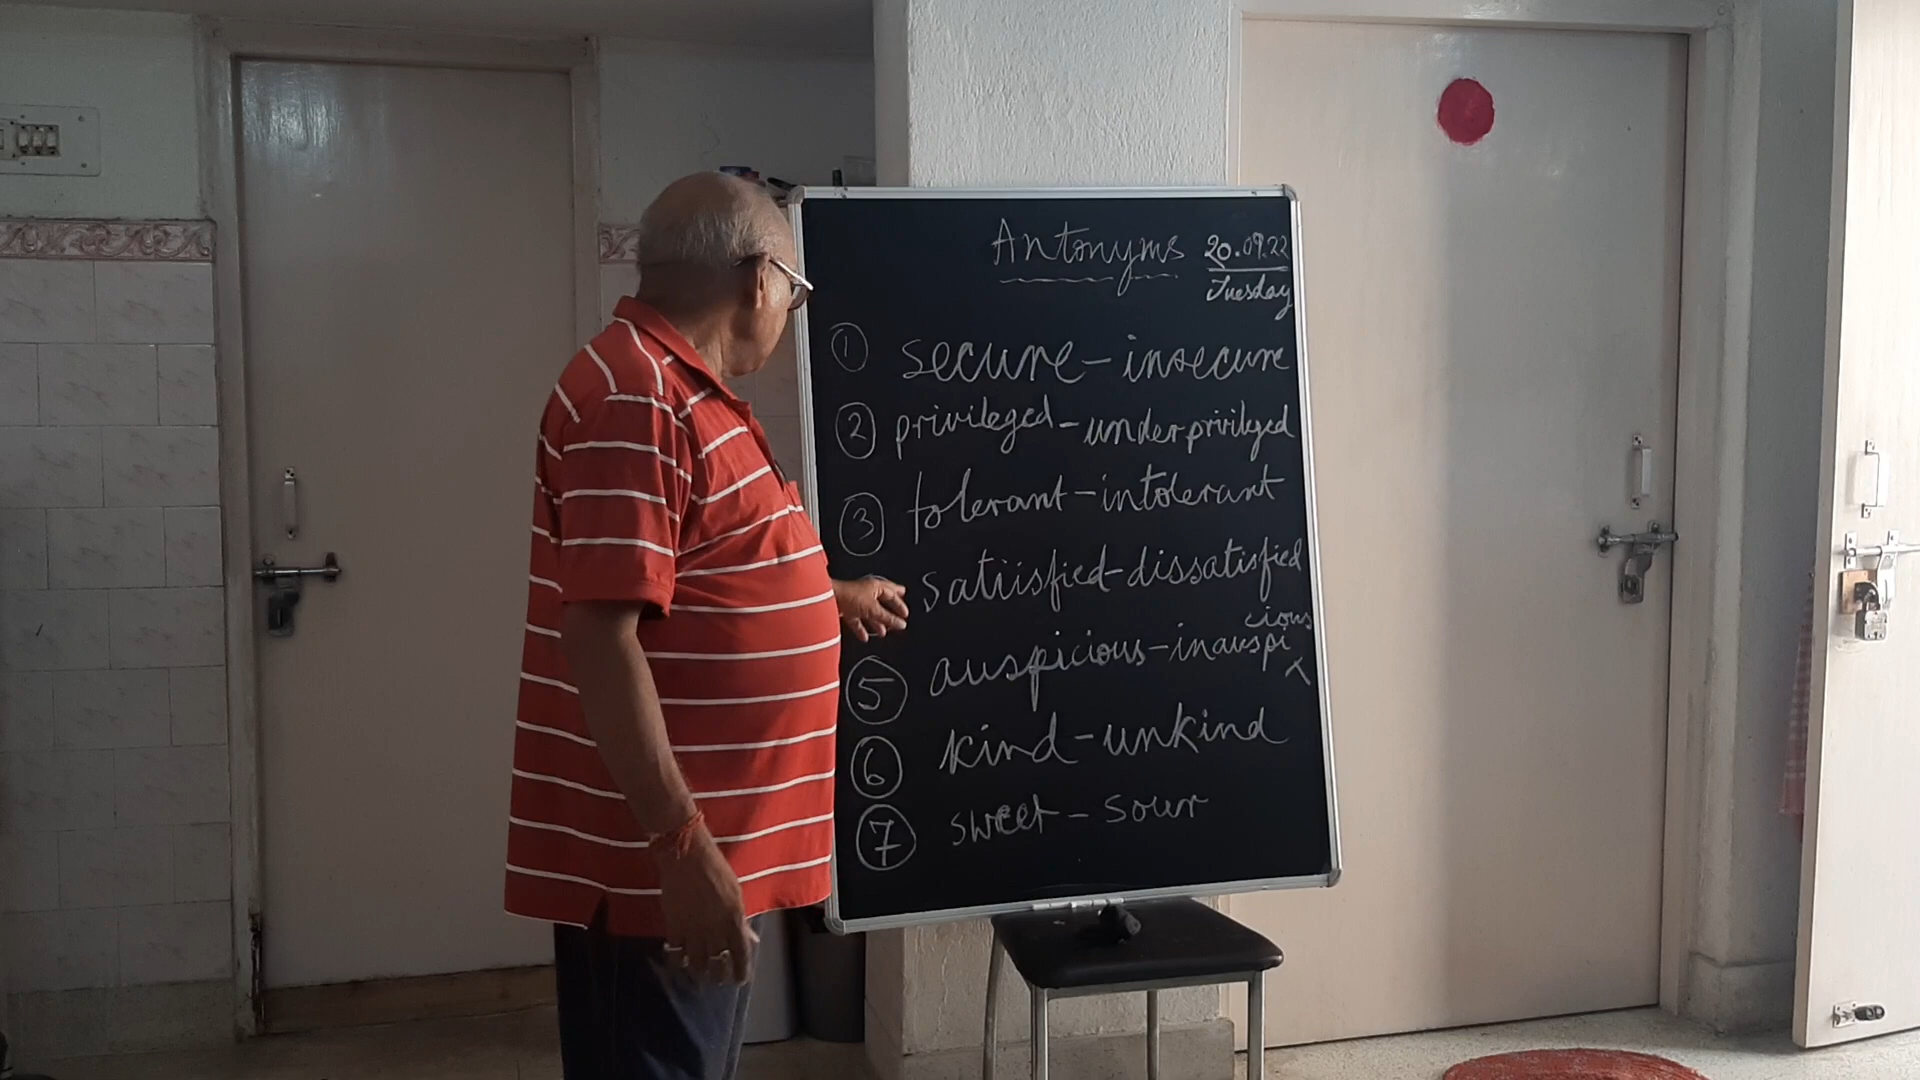 Antonyms 20.09.22
Tuesday
1 secure - insecure
2 privileged - underprivileged
3 tolerant - intolerant
satiisfied - dissatisfied
5 auspicious - inauspicious
6 kind - unkind
7 sweet - sour